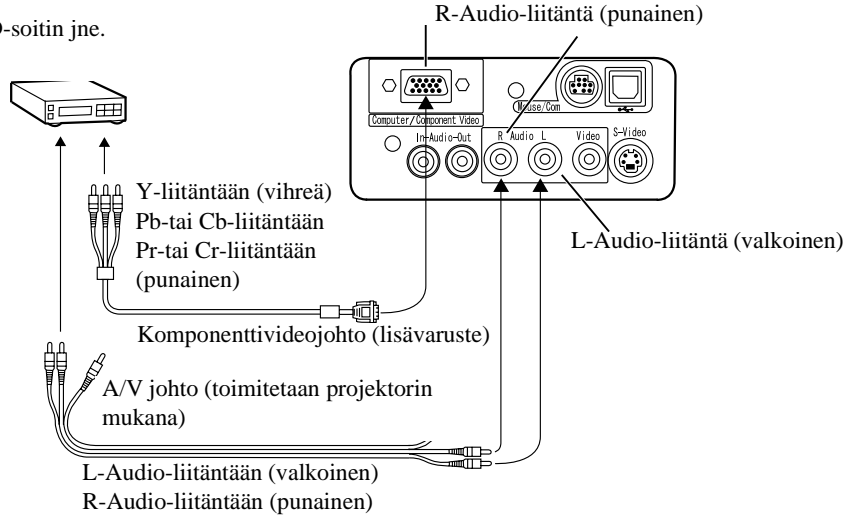 R-Audio-liitäntä (punainen)
-soitin jne.
Mouse/Com
Computer/Component Video
In-Audio-Out
R Audio L
Video
S-Video
Y-liitäntään (vihreä)
Pb-tai Cb-liitäntään
Pr-tai Cr-liitäntään
(punainen)
L-Audio-liitäntä (valkoinen)
Komponenttivideojohto (lisävaruste)
A/V johto (toimitetaan projektorin
mukana)
L-Audio-liitäntään (valkoinen)
R-Audio-liitäntään (punainen)